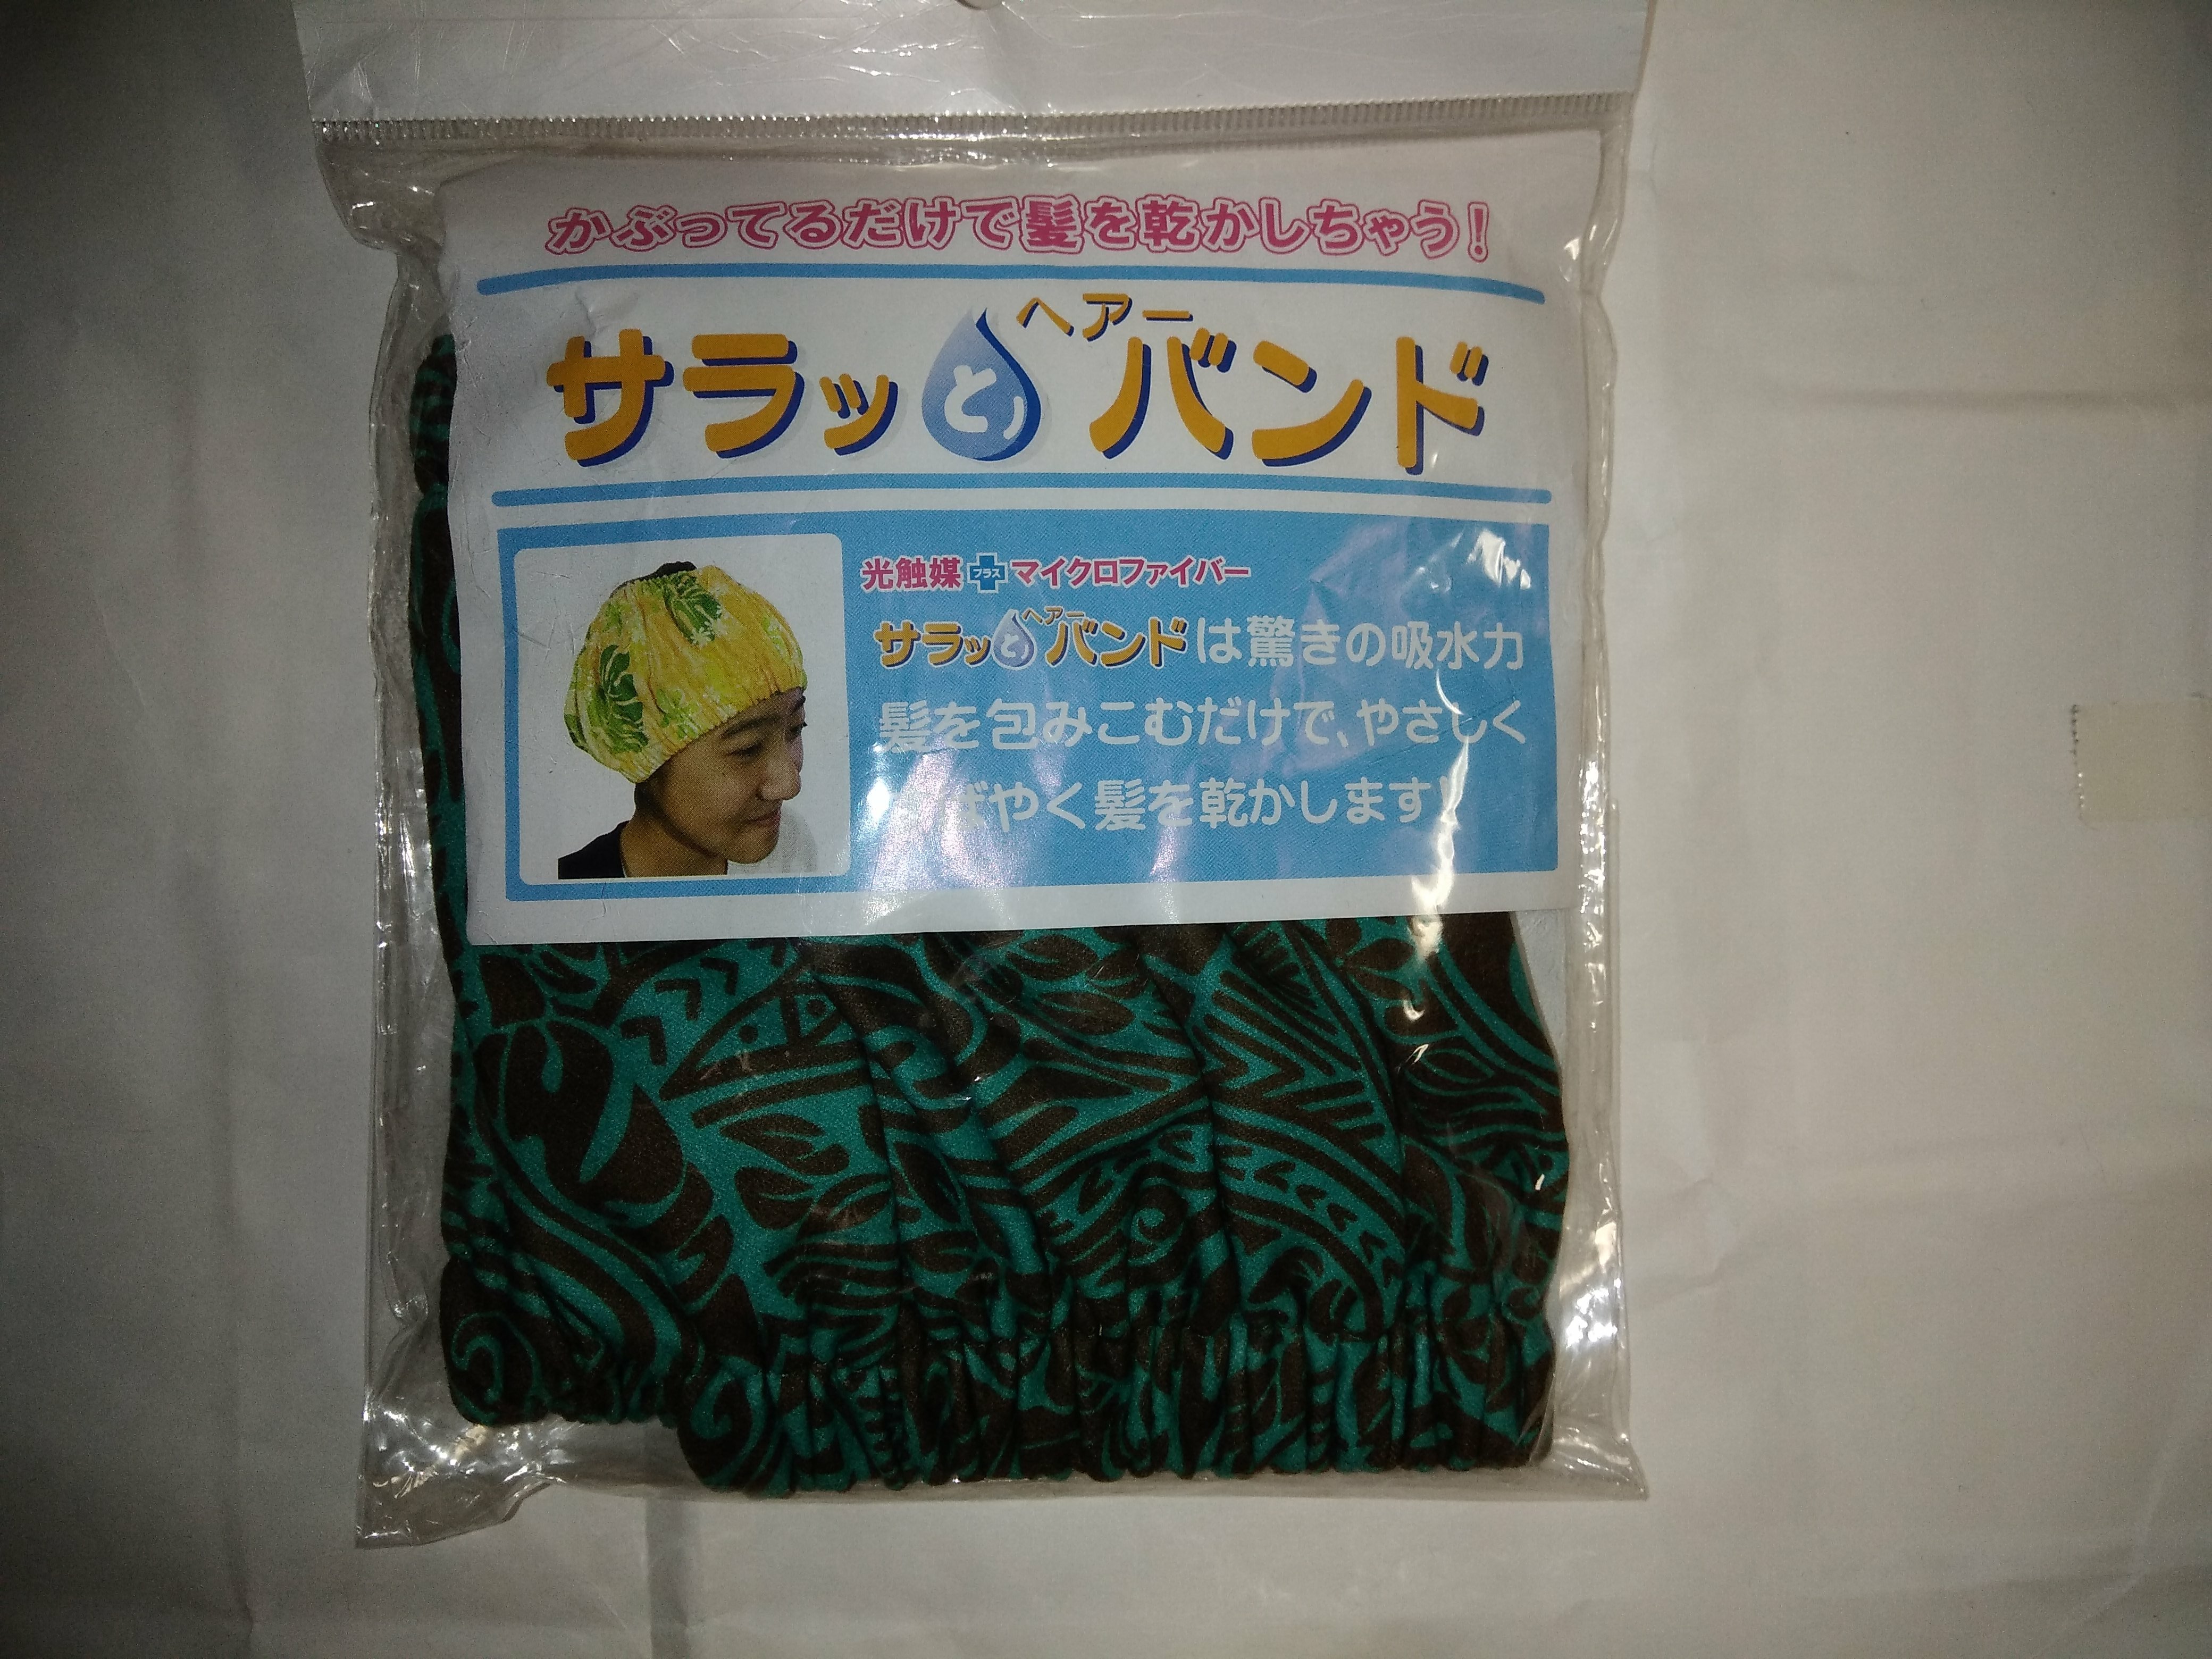 かぶってるだけで髪を乾かしちゃう!
サラッとヘアーバンド
光触媒プラスマイクロファイバー
サラッとヘアーバンドは驚きの吸水力
髪を包みこむだけで、やさしく
ばやく髪を乾かします!